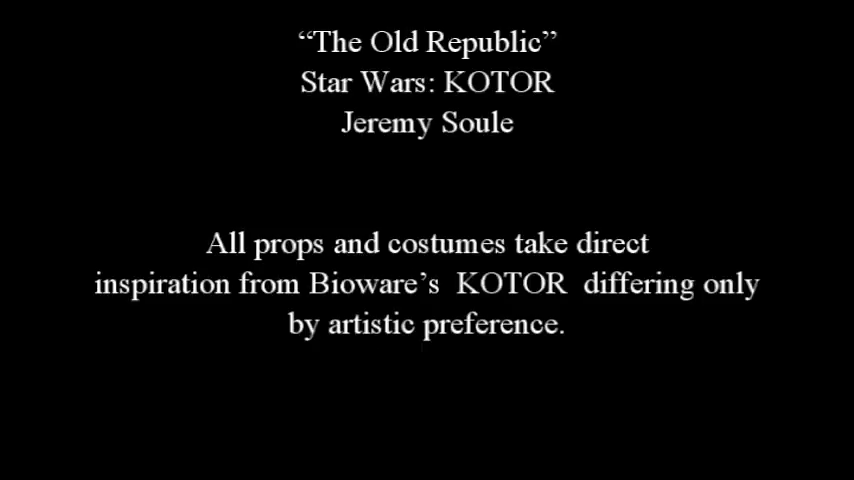 “The Old Republic”
Star Wars: KOTOR
Jeremy Soule
All props and costumes take direct
inspiration from Bioware’s KOTOR differing only
by artistic preference.